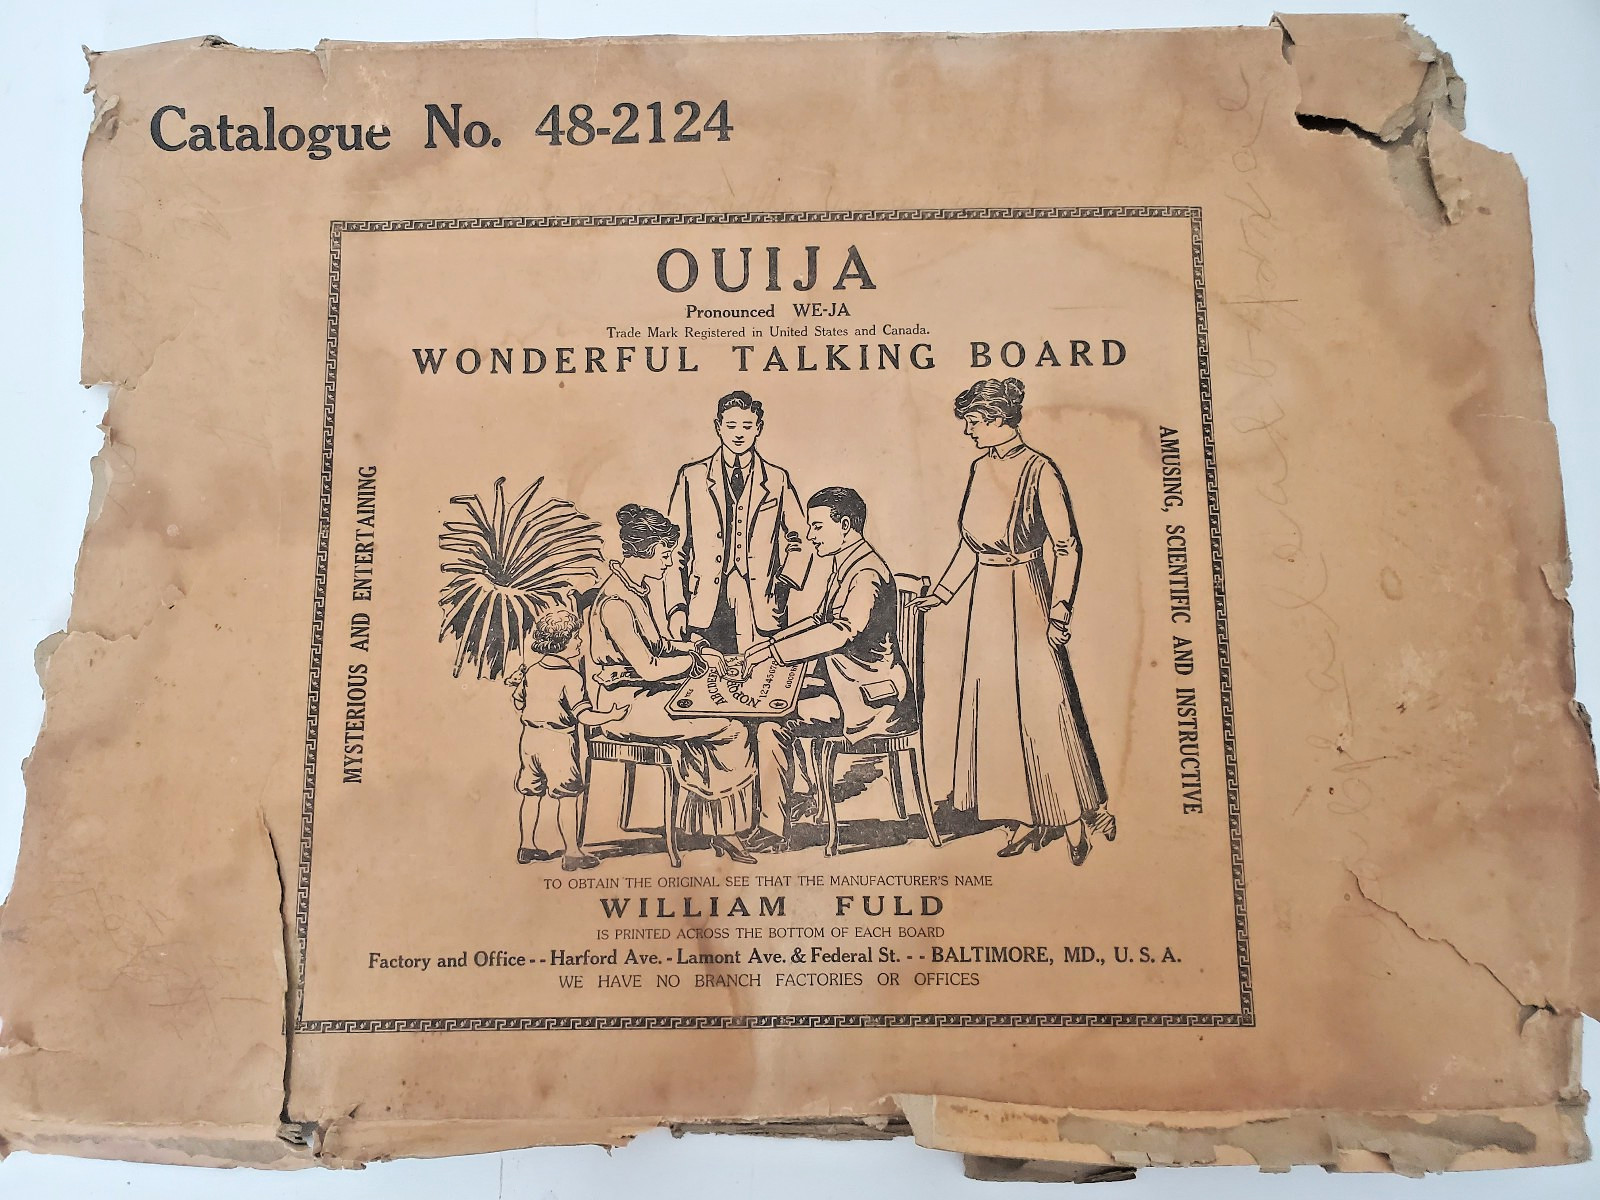 Catalogue No. 48-2124
OUIJA
Pronounced WE-JA
Trade Mark Registered in United States and Canada.
WONDERFUL TALKING BOARD
MYSTERIOUS AND ENTERTAINING
AMUSING, SCIENTIFIC AND INSTRUCTIVE
TO OBTAIN THE ORIGINAL SEE THAT THE MANUFACTURER'S NAME
WILLIAM FULD
IS PRINTED ACROSS THE BOTTOM OF EACH BOARD
Factory and Office - - Harford Ave. - Lamont Ave. & Federal St. - - BALTIMORE, MD., U. S. A.
WE HAVE NO BRANCH FACTORIES OR OFFICES